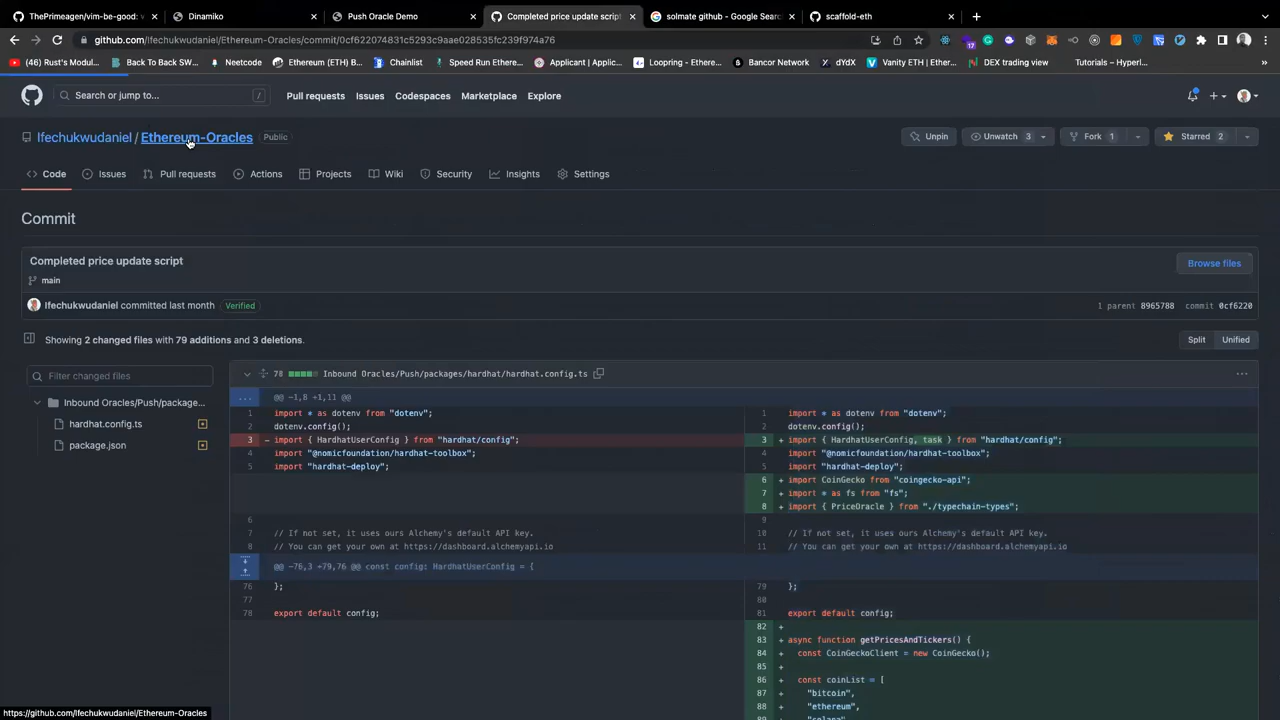 ThePrimeagen/vim-be-good: v
Dinamiko
Push Oracle Demo
Completed price update script
solmate github - Google Searc
scaffold-eth
github.com/Ifechukwudaniel/Ethereum-Oracles/commit/0cf622074831c5293c9aae028535fc239f974a76
17
(46) Rust's Modul...
Back To Back SW...
Neetcode
Ethereum (ETH) B...
Chainlist
Speed Run Ethere...
Applicant | Applic...
Loopring - Ethere...
Bancor Network
dYdX
Vanity ETH | Ether...
DEX trading view
Tutorials – Hyperl...
»
Search or jump to...
/
Pull requests
Issues
Codespaces
Marketplace
Explore
Ifechukwudaniel / Ethereum-Oracles
Public
Unpin
Unwatch 3
Fork 1
Starred 2
Code
Issues
Pull requests
Actions
Projects
Wiki
Security
Insights
Settings
Commit
Completed price update script
main
Browse files
Ifechukwudaniel committed last month
Verified
1 parent 8965788 commit 0cf6220
Showing 2 changed files with 79 additions and 3 deletions.
Split
Unified
Filter changed files
Inbound Oracles/Push/package...
hardhat.config.ts
package.json
78 Inbound Oracles/Push/packages/hardhat/hardhat.config.ts
...
... @@ -1,8 +1,11 @@
1 import * as dotenv from "dotenv";
2 dotenv.config();
3 - import { HardhatUserConfig } from "hardhat/config";
4 import "@nomicfoundation/hardhat-toolbox";
5 import "hardhat-deploy";
6
7 // If not set, it uses ours Alchemy's default API key.
8 // You can get your own at https://dashboard.alchemyapi.io
1 import * as dotenv from "dotenv";
2 dotenv.config();
3 + import { HardhatUserConfig, task } from "hardhat/config";
4 import "@nomicfoundation/hardhat-toolbox";
5 import "hardhat-deploy";
6 + import CoinGecko from "coingecko-api";
7 + import * as fs from "fs";
8 + import { PriceOracle } from "./typechain-types";
9
10 // If not set, it uses ours Alchemy's default API key.
11 // You can get your own at https://dashboard.alchemyapi.io
@@ -76,3 +79,76 @@ const config: HardhatUserConfig = {
76 };
77
78 export default config;
79 };
80
81 export default config;
82 +
83 + async function getPricesAndTickers() {
84 + const CoinGeckoClient = new CoinGecko();
85 +
86 + const coinList = [
87 + "bitcoin",
88 + "ethereum",
89 + "solana",
https://github.com/Ifechukwudaniel/Ethereum-Oracles